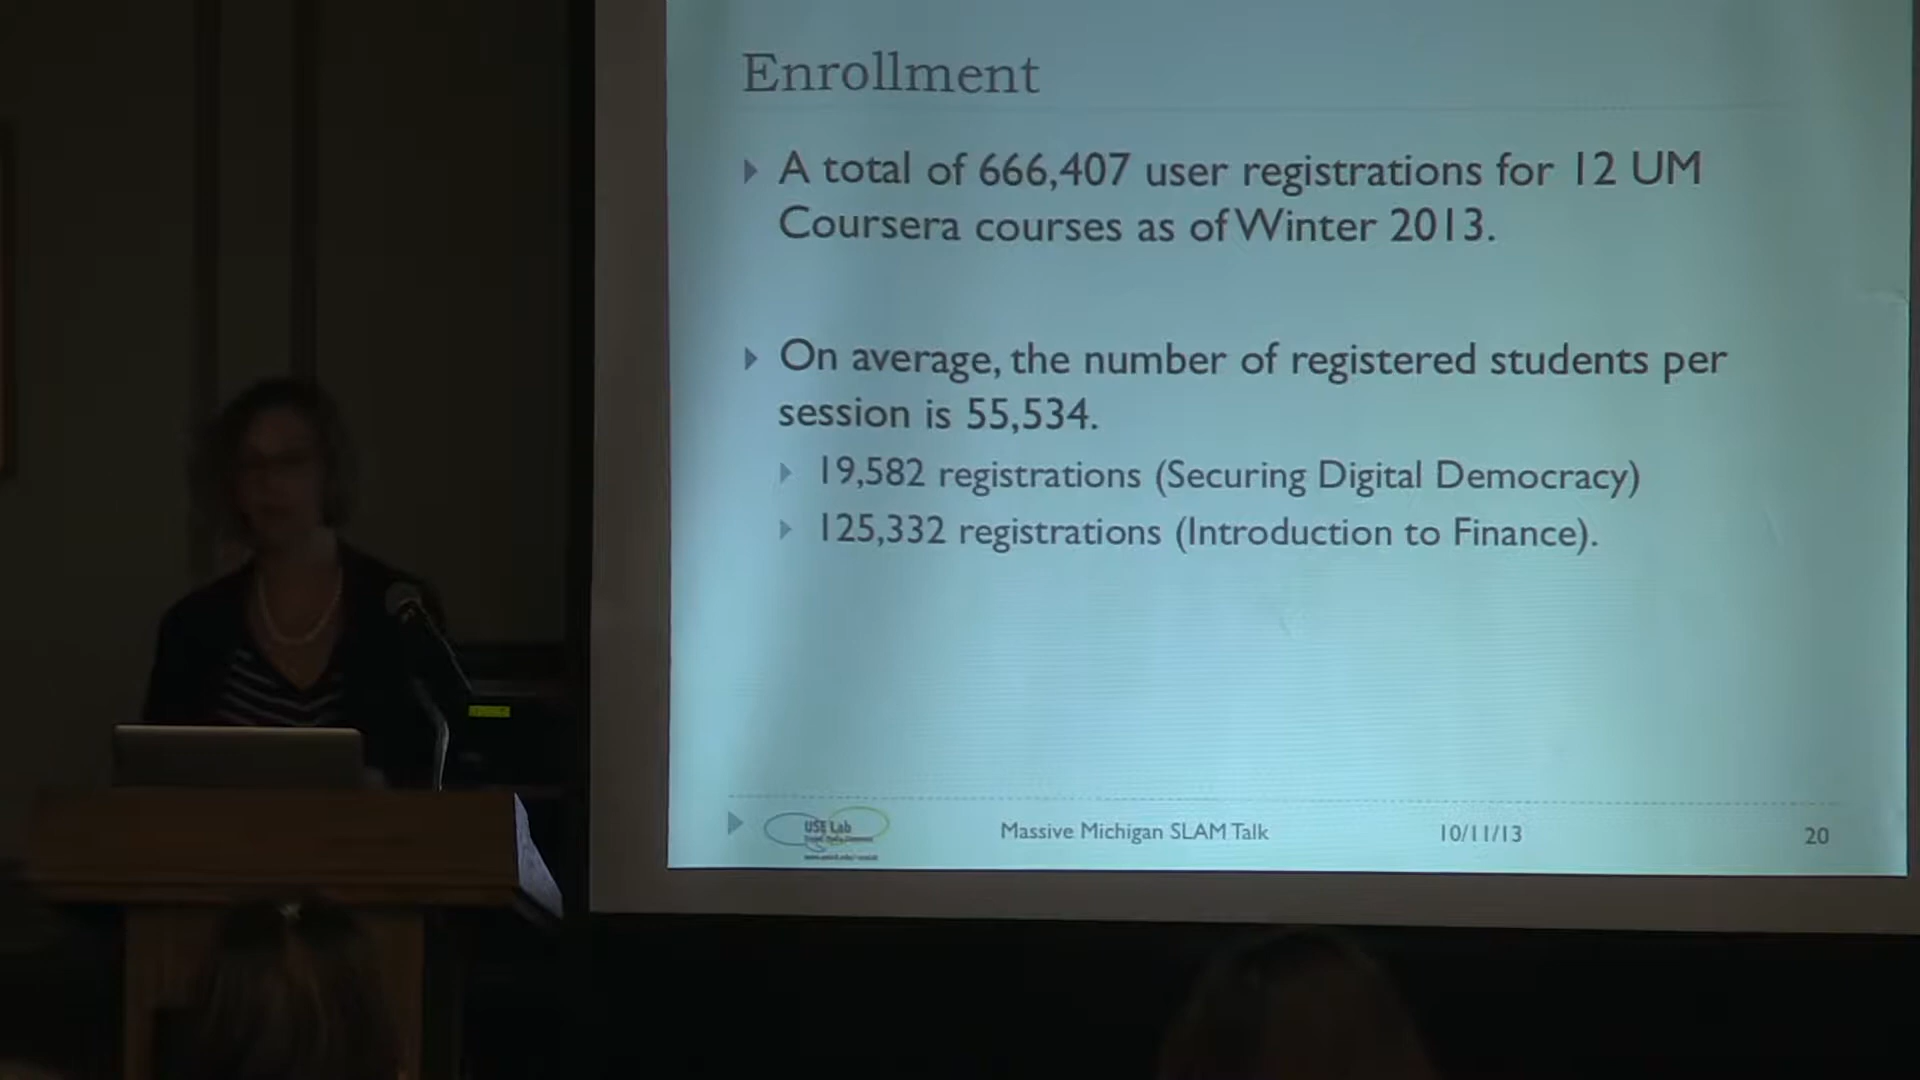 Enrollment
A total of 666,407 user registrations for 12 UM
Coursera courses as of Winter 2013.
On average, the number of registered students per
session is 55,534.
19,582 registrations (Securing Digital Democracy)
125,332 registrations (Introduction to Finance).
USE Lab
Massive Michigan SLAM Talk
10/11/13
20